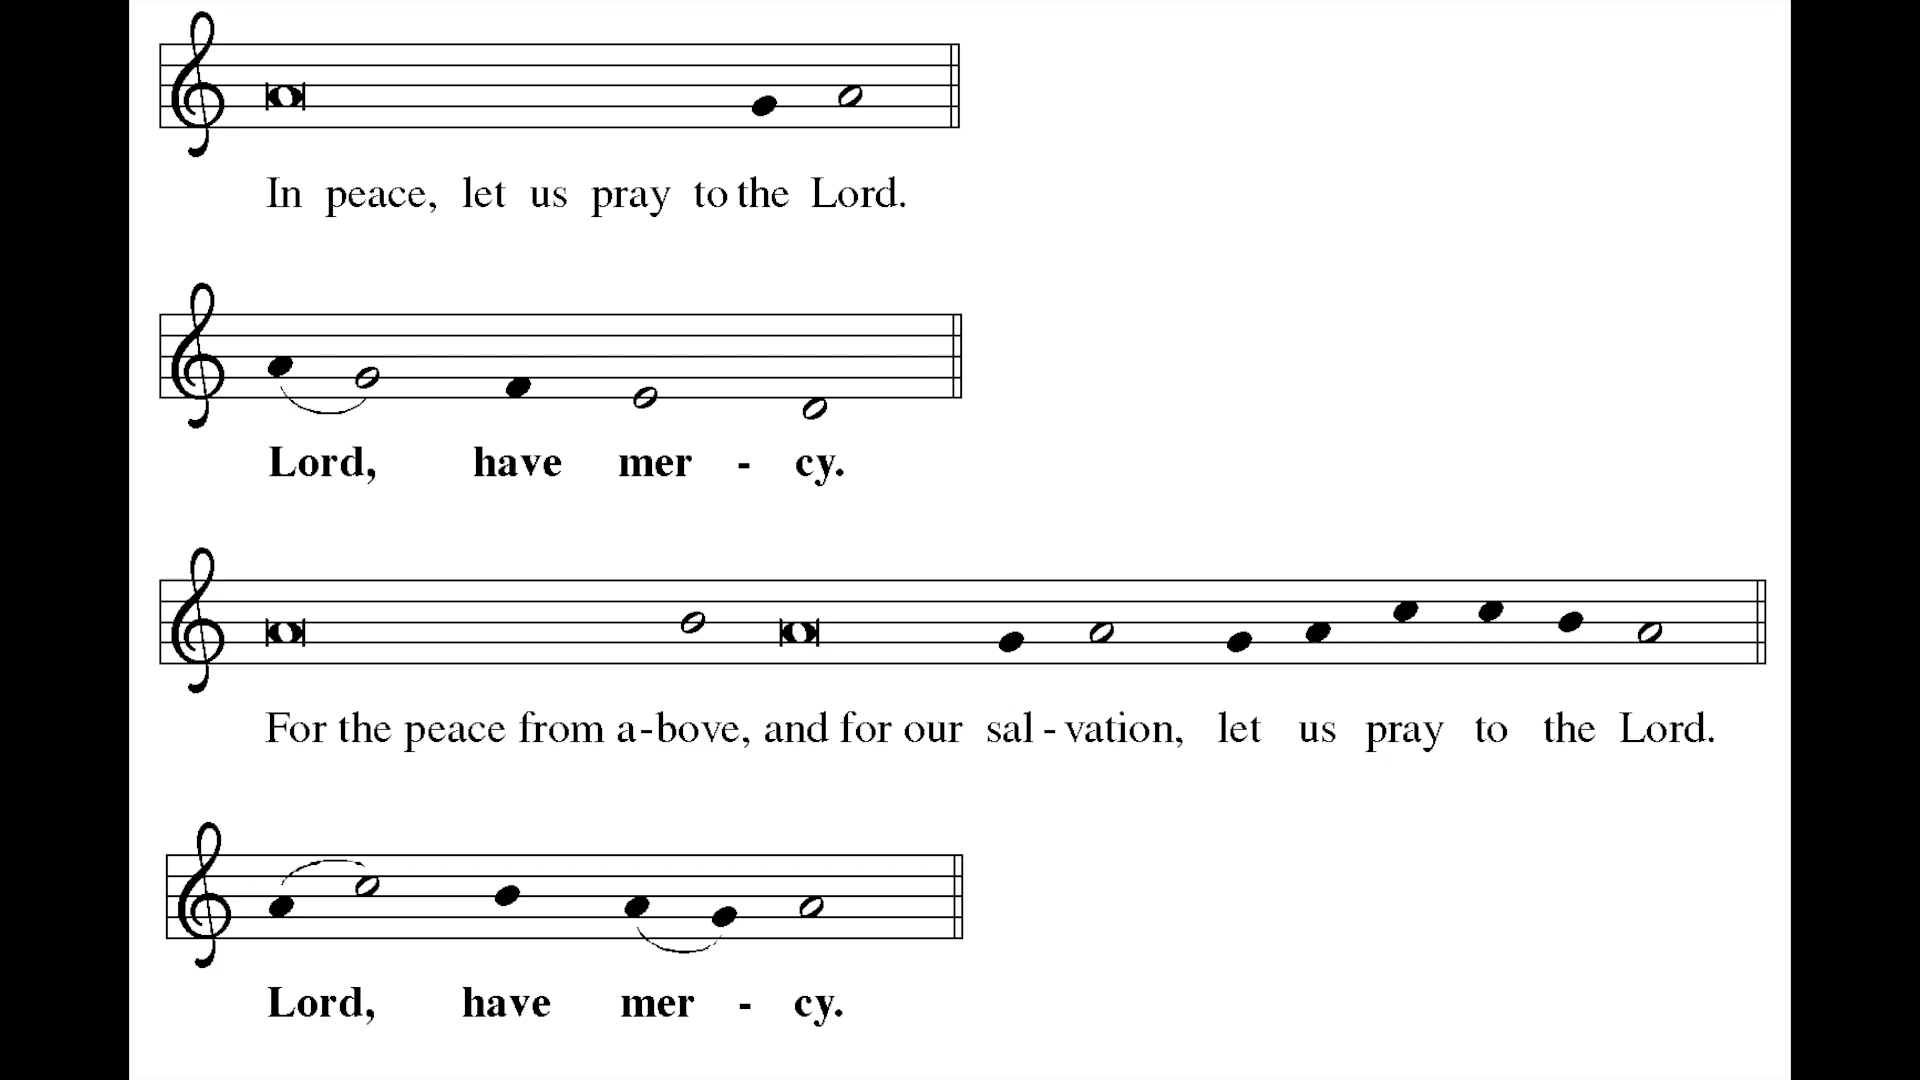 In peace, let us pray to the Lord.
Lord, have mer - cy.
For the peace from a-bove, and for our sal - vation, let us pray to the Lord.
Lord, have mer - cy.